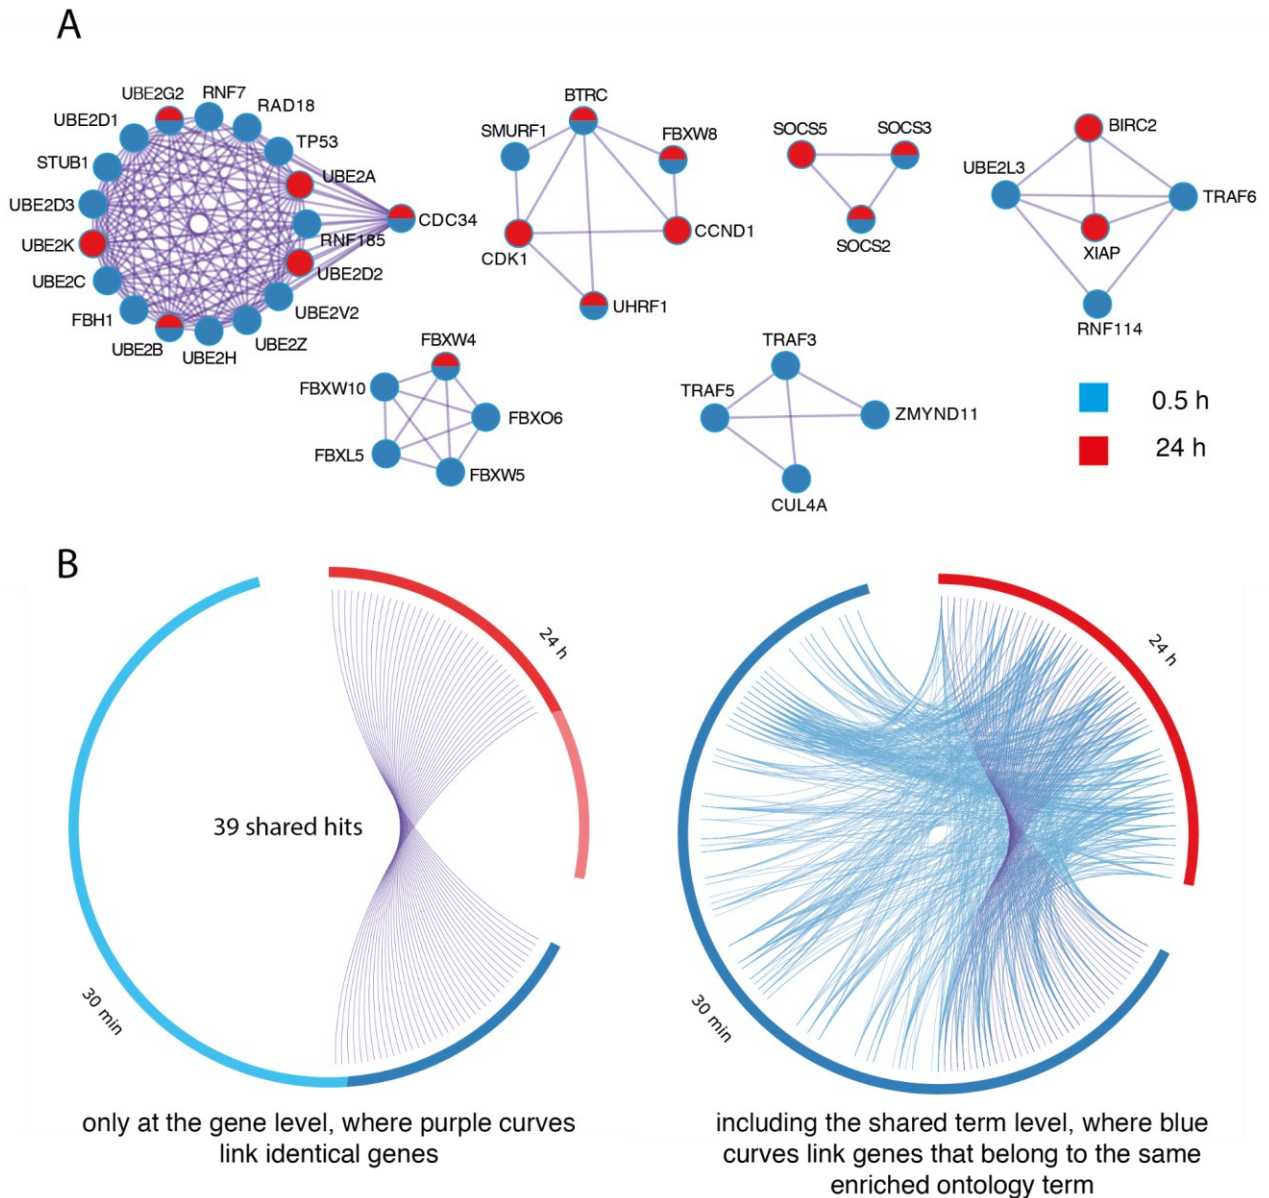 A
UBE2G2
RNF7
RAD18
UBE2D1
TP53
STUB1
UBE2A
UBE2D3
CDC34
RNF185
UBE2K
UBE2D2
UBE2C
UBE2V2
FBH1
UBE2Z
UBE2B
UBE2H
BTRC
SMURF1
FBXW8
CDK1
CCND1
UHRF1
SOCS5
SOCS3
SOCS2
BIRC2
UBE2L3
TRAF6
XIAP
RNF114
FBXW4
FBXW10
FBXO6
FBXL5
FBXW5
TRAF3
TRAF5
ZMYND11
CUL4A
0.5 h
24 h
B
24 h
39 shared hits
30 min
only at the gene level, where purple curves
link identical genes
24 h
30 min
including the shared term level, where blue
curves link genes that belong to the same
enriched ontology term